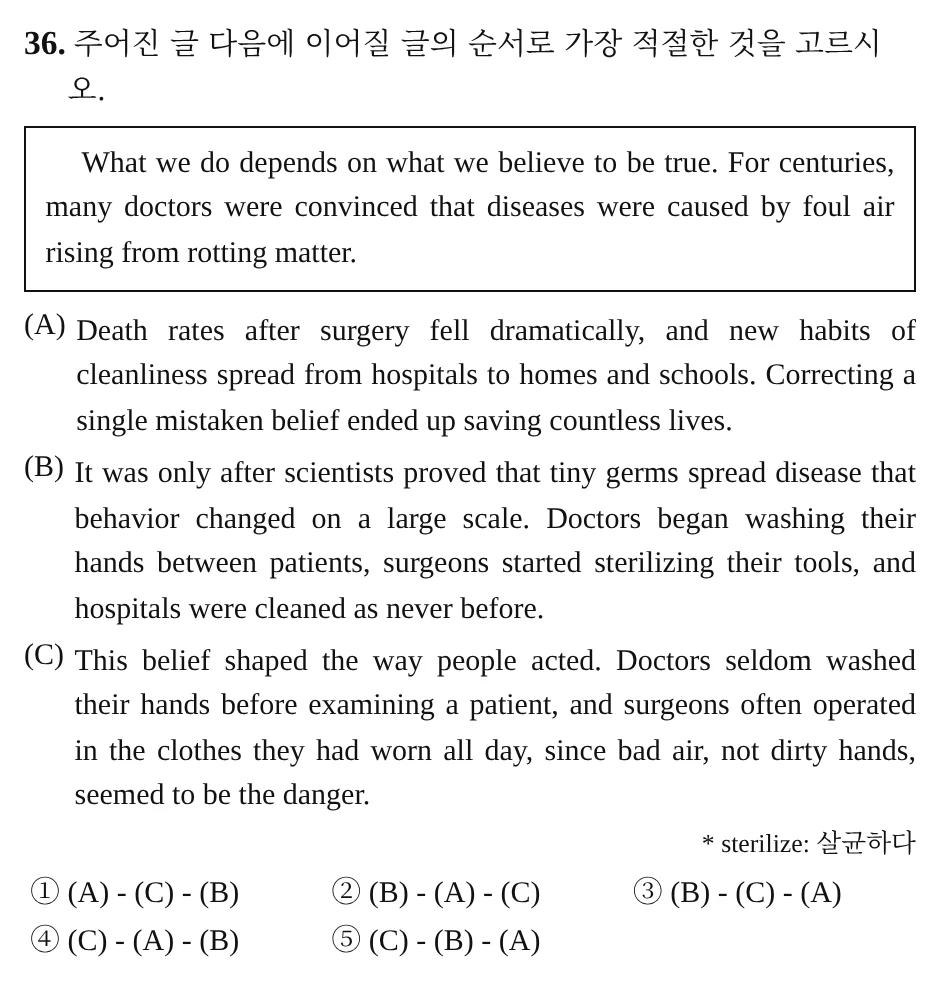 36. 주어진 글 다음에 이어질 글의 순서로 가장 적절한 것을 고르시
오.
What we do depends on what we believe to be true. For centuries,
many doctors were convinced that diseases were caused by foul air
rising from rotting matter.
(A) Death rates after surgery fell dramatically, and new habits of
cleanliness spread from hospitals to homes and schools. Correcting a
single mistaken belief ended up saving countless lives.
(B) It was only after scientists proved that tiny germs spread disease that
behavior changed on a large scale. Doctors began washing their
hands between patients, surgeons started sterilizing their tools, and
hospitals were cleaned as never before.
(C) This belief shaped the way people acted. Doctors seldom washed
their hands before examining a patient, and surgeons often operated
in the clothes they had worn all day, since bad air, not dirty hands,
seemed to be the danger.
* sterilize: 살균하다
① (A) - (C) - (B) ② (B) - (A) - (C) ③ (B) - (C) - (A)
④ (C) - (A) - (B) ⑤ (C) - (B) - (A)